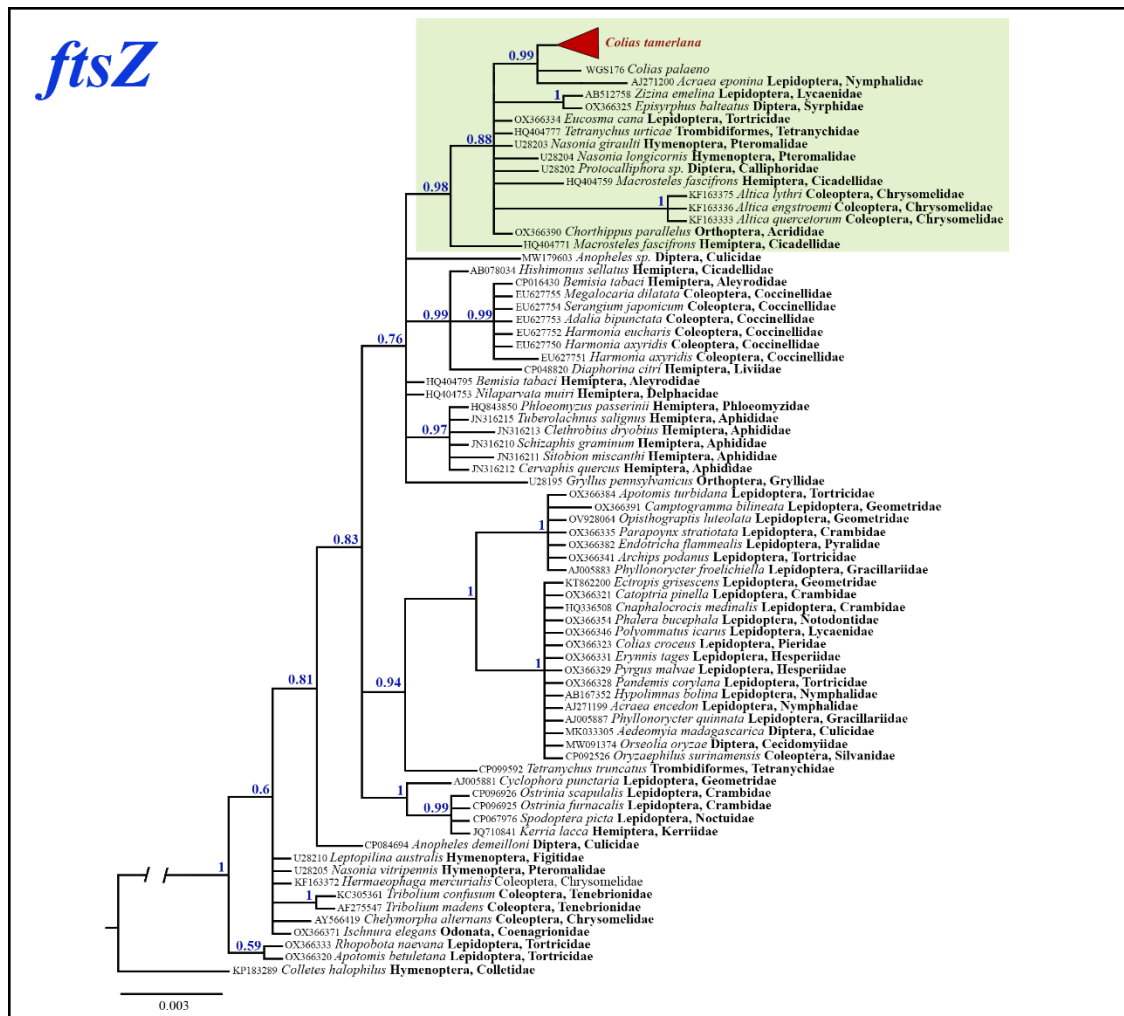 ftsZ
Colias tamerlana
0.99
WGS176 Colias palaeno
AJ271200 Acraea eponina Lepidoptera, Nymphalidae
AB512758 Zizina emelina Lepidoptera, Lycaenidae
1
OX366325 Episyrphus balteatus Diptera, Syrphidae
OX366334 Eucosma cana Lepidoptera, Tortricidae
HQ404777 Tetranychus urticae Trombidiformes, Tetranychidae
0.88
U28203 Nasonia giraulti Hymenoptera, Pteromalidae
U28204 Nasonia longicornis Hymenoptera, Pteromalidae
U28202 Protocalliphora sp. Diptera, Calliphoridae
0.98
HQ404759 Macrosteles fascifrons Hemiptera, Cicadellidae
KF163375 Altica lythri Coleoptera, Chrysomelidae
1
KF163336 Altica engstroemi Coleoptera, Chrysomelidae
KF163333 Altica quercetorum Coleoptera, Chrysomelidae
OX366390 Chorthippus parallelus Orthoptera, Acrididae
HQ404771 Macrosteles fascifrons Hemiptera, Cicadellidae
MW179603 Anopheles sp. Diptera, Culicidae
AB078034 Hishimonus sellatus Hemiptera, Cicadellidae
CP016430 Bemisia tabaci Hemiptera, Aleyrodidae
EU627755 Megalocaria dilatata Coleoptera, Coccinellidae
EU627754 Serangium japonicum Coleoptera, Coccinellidae
0.99
0.99
EU627753 Adalia bipunctata Coleoptera, Coccinellidae
EU627752 Harmonia eucharis Coleoptera, Coccinellidae
0.76
EU627750 Harmonia axyridis Coleoptera, Coccinellidae
EU627751 Harmonia axyridis Coleoptera, Coccinellidae
CP048820 Diaphorina citri Hemiptera, Liviidae
HQ404795 Bemisia tabaci Hemiptera, Aleyrodidae
HQ404753 Nilaparvata muiri Hemiptera, Delphacidae
HQ843850 Phloeomyzus passerinii Hemiptera, Phloeomyzidae
JN316215 Tuberolachnus salignus Hemiptera, Aphididae
0.97
JN316213 Clethrobius dryobius Hemiptera, Aphididae
JN316210 Schizaphis graminum Hemiptera, Aphididae
JN316211 Sitobion miscanthi Hemiptera, Aphididae
JN316212 Cervaphis quercus Hemiptera, Aphididae
U28195 Gryllus pennsylvanicus Orthoptera, Gryllidae
OX366384 Apotomis turbidana Lepidoptera, Tortricidae
OX366391 Camptogramma bilineata Lepidoptera, Geometridae
OV928064 Opisthograptis luteolata Lepidoptera, Geometridae
1
OX366335 Parapoynx stratiotata Lepidoptera, Crambidae
0.83
OX366382 Endotricha flammealis Lepidoptera, Pyralidae
OX366341 Archips podanus Lepidoptera, Tortricidae
AJ005883 Phyllonorycter froelichiella Lepidoptera, Gracillariidae
KT862200 Ectropis grisescens Lepidoptera, Geometridae
1
OX366321 Catoptria pinella Lepidoptera, Crambidae
HQ336508 Cnaphalocrocis medinalis Lepidoptera, Crambidae
OX366354 Phalera bucephala Lepidoptera, Notodontidae
OX366346 Polyommatus icarus Lepidoptera, Lycaenidae
OX366323 Colias croceus Lepidoptera, Pieridae
OX366331 Erynnis tages Lepidoptera, Hesperiidae
1
OX366329 Pyrgus malvae Lepidoptera, Hesperiidae
0.81
0.94
OX366328 Pandemis corylana Lepidoptera, Tortricidae
AB167352 Hypolimnas bolina Lepidoptera, Nymphalidae
AJ271199 Acraea encedon Lepidoptera, Nymphalidae
AJ005887 Phyllonorycter quinnata Lepidoptera, Gracillariidae
MK033305 Aedeomyia madagascarica Diptera, Culicidae
MW091374 Orseolia oryzae Diptera, Cecidomyiidae
CP092526 Oryzaephilus surinamensis Coleoptera, Silvanidae
CP099592 Tetranychus truncatus Trombidiformes, Tetranychidae
AJ005881 Cyclophora punctaria Lepidoptera, Geometridae
0.6
1
CP096926 Ostrinia scapulalis Lepidoptera, Crambidae
0.99
CP096925 Ostrinia furnacalis Lepidoptera, Crambidae
CP067976 Spodoptera picta Lepidoptera, Noctuidae
JQ710841 Kerria lacca Hemiptera, Kerriidae
CP084694 Anopheles demeilloni Diptera, Culicidae
U28210 Leptopilina australis Hymenoptera, Figitidae
1
U28205 Nasonia vitripennis Hymenoptera, Pteromalidae
KF163372 Hermaeophaga mercurialis Coleoptera, Chrysomelidae
1
KC305361 Tribolium confusum Coleoptera, Tenebrionidae
AF275547 Tribolium madens Coleoptera, Tenebrionidae
AY566419 Chelymorpha alternans Coleoptera, Chrysomelidae
OX366371 Ischnura elegans Odonata, Coenagrionidae
0.59
OX366333 Rhopobota naevana Lepidoptera, Tortricidae
OX366320 Apotomis betuletana Lepidoptera, Tortricidae
KP183289 Colletes halophilus Hymenoptera, Colletidae
0.003